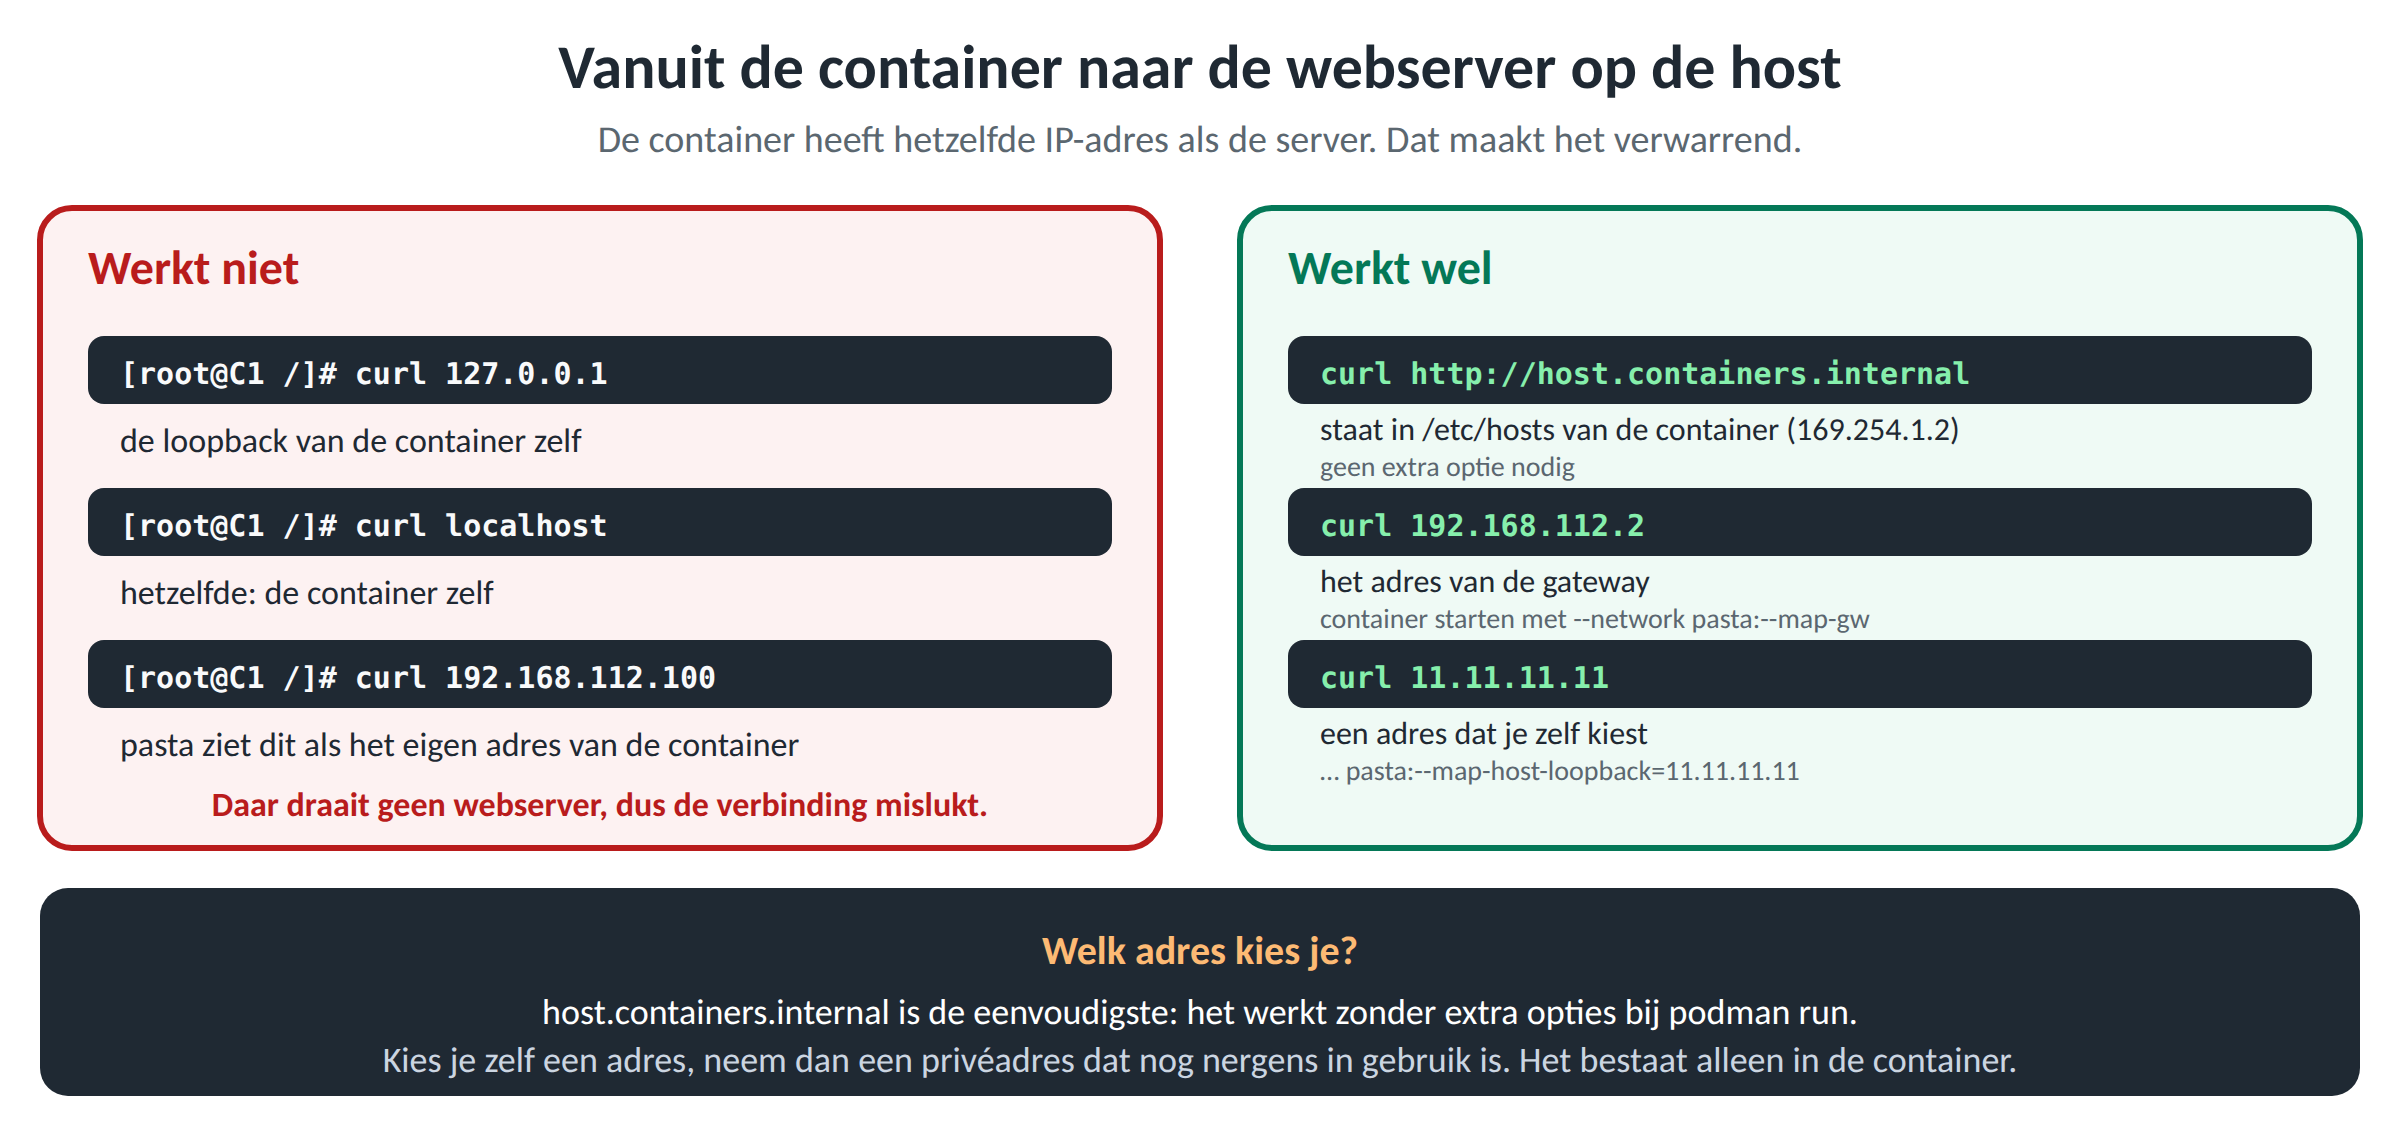 Vanuit de container naar de webserver op de host
De container heeft hetzelfde IP-adres als de server. Dat maakt het verwarrend.
Werkt niet
[root@C1 /]# curl 127.0.0.1
de loopback van de container zelf
[root@C1 /]# curl localhost
hetzelfde: de container zelf
[root@C1 /]# curl 192.168.112.100
pasta ziet dit als het eigen adres van de container
Daar draait geen webserver, dus de verbinding mislukt.
Werkt wel
curl http://host.containers.internal
staat in /etc/hosts van de container (169.254.1.2)
geen extra optie nodig
curl 192.168.112.2
het adres van de gateway
container starten met --network pasta:--map-gw
curl 11.11.11.11
een adres dat je zelf kiest
... pasta:--map-host-loopback=11.11.11.11
Welk adres kies je?
host.containers.internal is de eenvoudigste: het werkt zonder extra opties bij podman run.
Kies je zelf een adres, neem dan een privéadres dat nog nergens in gebruik is. Het bestaat alleen in de container.